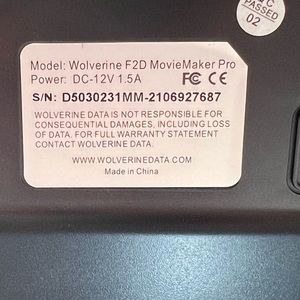 C
PASSED
02
Model: Wolverine F2D MovieMaker Pro
Power: DC-12V 1.5A
S/N: D5030231MM-2106927687
WOLVERINE DATA IS NOT RESPONSIBLE FOR
CONSEQUENTIAL DAMAGES, INCLUDING LOSS
OF DATA. FOR FULL WARRANTY STATEMENT
CONTACT WOLVERINE DATA.
WWW.WOLVERINEDATA.COM
Made in China